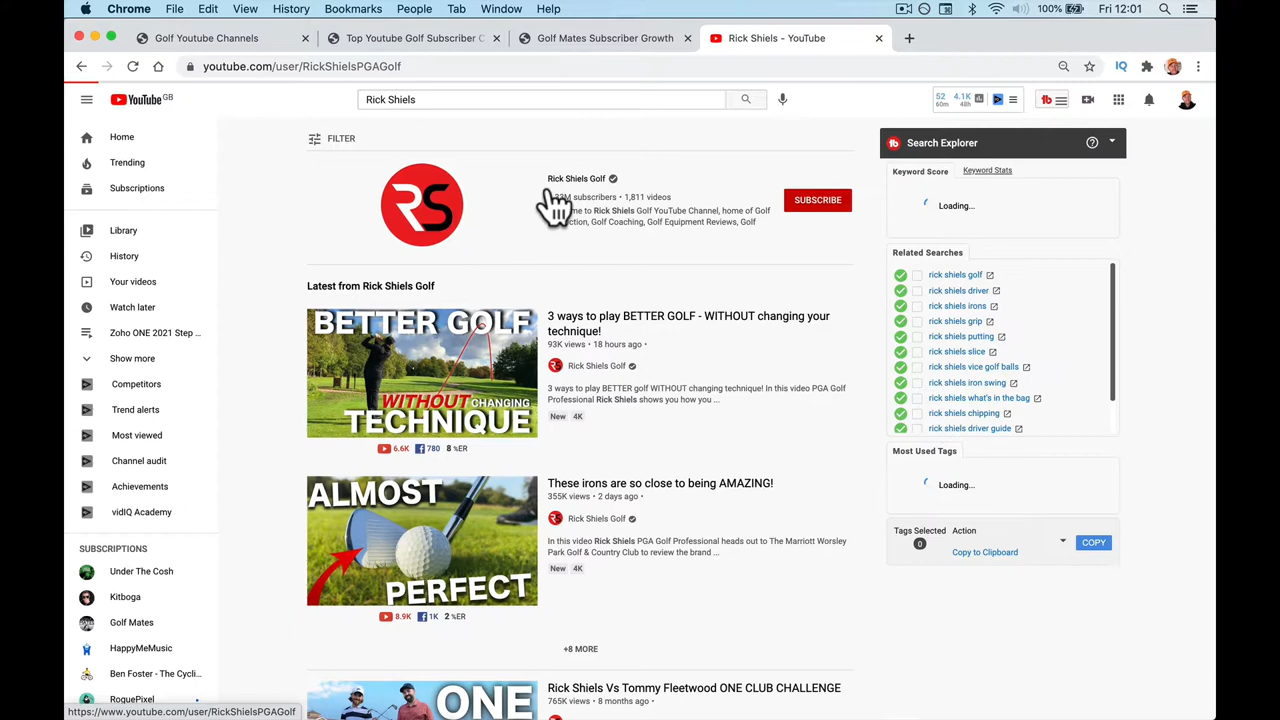 Chrome File Edit View History Bookmarks People Tab Window Help 100% Fri 12:01
Golf Youtube Channels Top Youtube Golf Subscriber C Golf Mates Subscriber Growth Rick Shiels - YouTube
youtube.com/user/RickShielsPGAGolf
YouTube GB
Rick Shiels
52 60m 4.1K 48h
Home
Trending
Subscriptions
Library
History
Your videos
Watch later
Zoho ONE 2021 Step ...
Show more
Competitors
Trend alerts
Most viewed
Channel audit
Achievements
vidIQ Academy
SUBSCRIPTIONS
Under The Cosh
Kitboga
Golf Mates
HappyMeMusic
Ben Foster - The Cycli...
RoguePixel
https://www.youtube.com/user/RickShielsPGAGolf
FILTER
RS
Rick Shiels Golf
subscribers • 1,811 videos
to Rick Shiels Golf YouTube Channel, home of Golf
Golf Coaching, Golf Equipment Reviews, Golf
SUBSCRIBE
Latest from Rick Shiels Golf
BETTER GOLF
WITHOUT CHANGING
TECHNIQUE
6.6K 780 8 %ER
3 ways to play BETTER GOLF - WITHOUT changing your
technique!
93K views • 18 hours ago •
Rick Shiels Golf
3 ways to play BETTER golf WITHOUT changing technique! In this video PGA Golf
Professional Rick Shiels shows you how you ...
New 4K
ALMOST
PERFECT
8.9K 1K 2 %ER
These irons are so close to being AMAZING!
355K views • 2 days ago •
Rick Shiels Golf
In this video Rick Shiels PGA Golf Professional heads out to The Marriott Worsley
Park Golf & Country Club to review the brand ...
New 4K
+8 MORE
ONE
Rick Shiels Vs Tommy Fleetwood ONE CLUB CHALLENGE
765K views • 8 months ago •
Search Explorer
Keyword Score Keyword Stats
Loading...
Related Searches
rick shiels golf
rick shiels driver
rick shiels irons
rick shiels grip
rick shiels putting
rick shiels slice
rick shiels vice golf balls
rick shiels iron swing
rick shiels what's in the bag
rick shiels chipping
rick shiels driver guide
Most Used Tags
Loading...
Tags Selected Action
0 Copy to Clipboard COPY